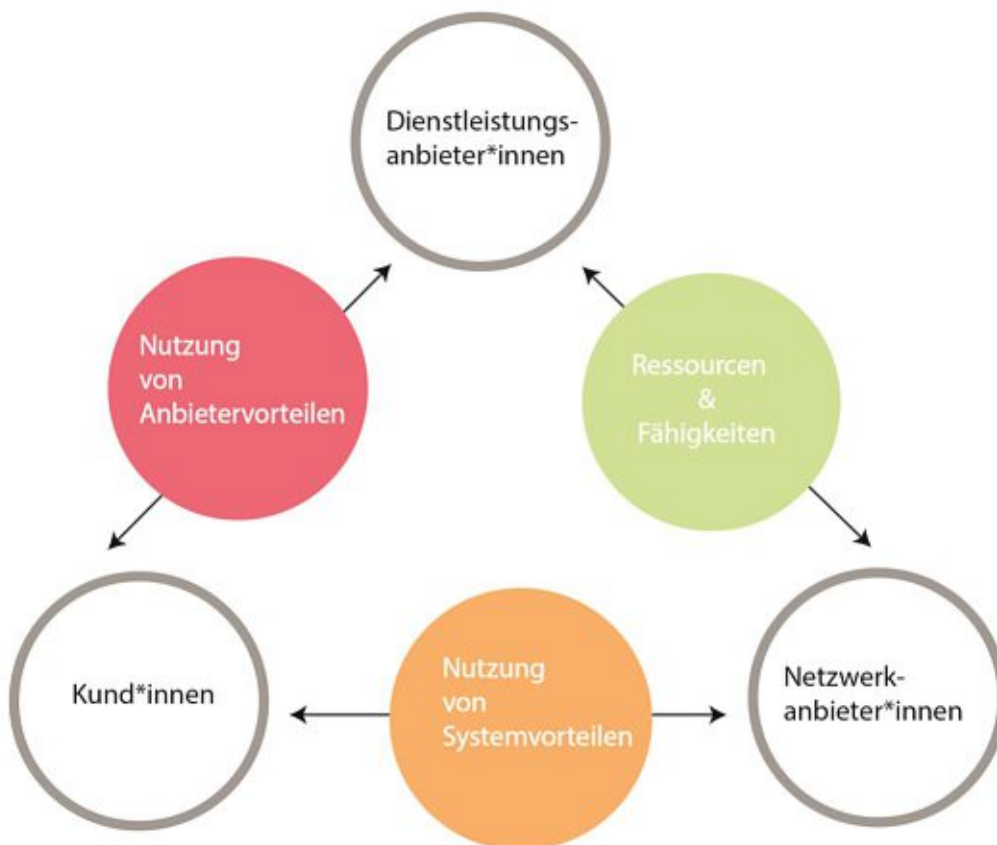 Dienstleistungs-
anbieter*innen
Nutzung
von
Anbietervorteilen
Ressourcen
&
Fähigkeiten
Kund*innen
Nutzung
von
Systemvorteilen
Netzwerk-
anbieter*innen